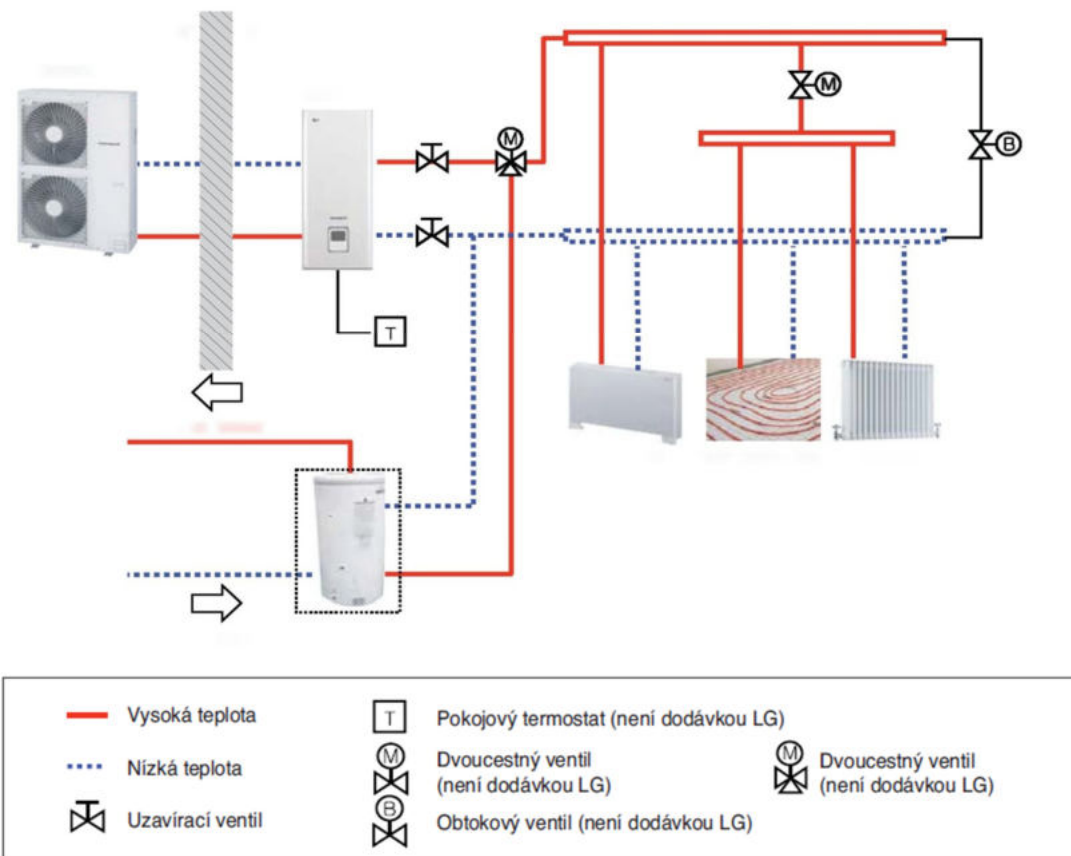 M
M
B
T
Vysoká teplota
Nízká teplota
Uzavírací ventil
T
Pokojový termostat (není dodávkou LG)
M
Dvoucestný ventil
(není dodávkou LG)
B
Obtokový ventil (není dodávkou LG)
M
Dvoucestný ventil
(není dodávkou LG)